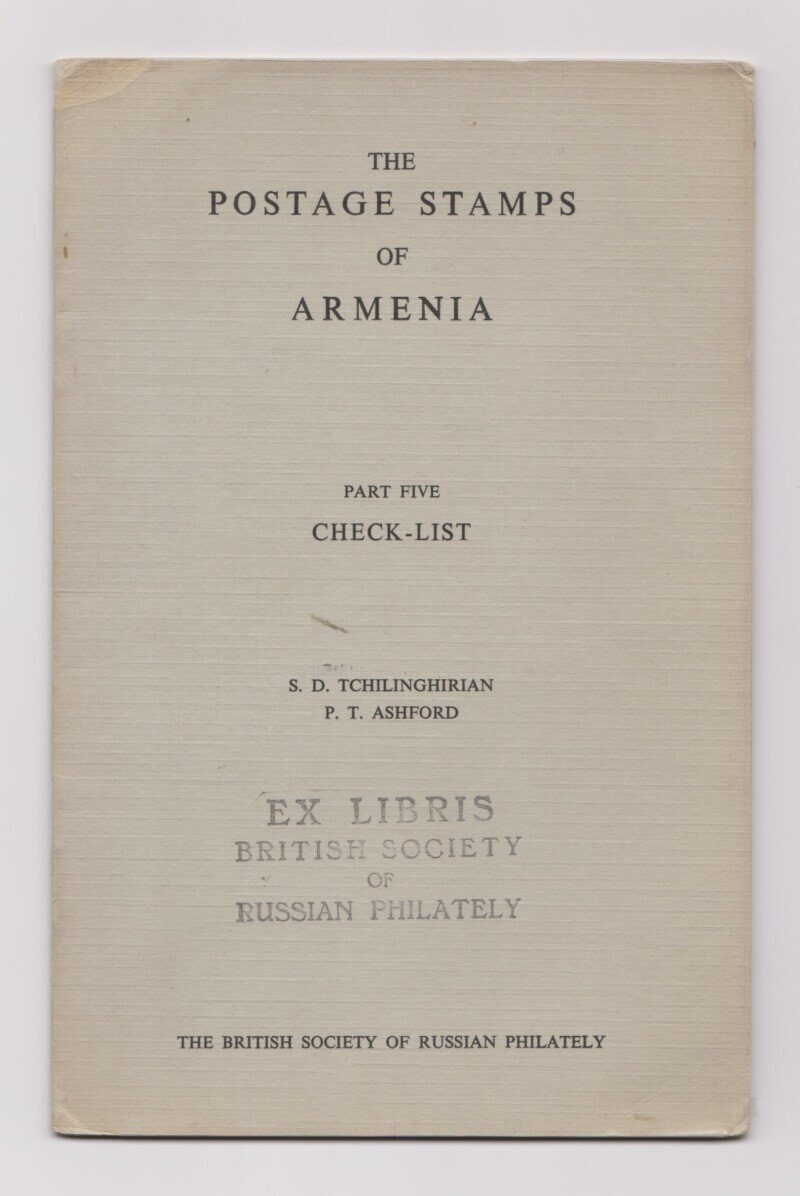 THE
POSTAGE STAMPS
OF
ARMENIA
PART FIVE
CHECK-LIST
S. D. TCHILINGHIRIAN
P. T. ASHFORD
EX LIBRIS
BRITISH SOCIETY
OF
RUSSIAN PHILATELY
THE BRITISH SOCIETY OF RUSSIAN PHILATELY